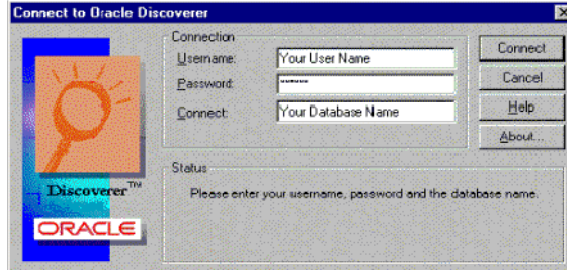 Connect to Oracle Discoverer
Connection
Username: Your User Name
Password: ******
Connect: Your Database Name
Connect
Cancel
Help
About...
Status
Please enter your username, password and the database name.
Discoverer™
ORACLE